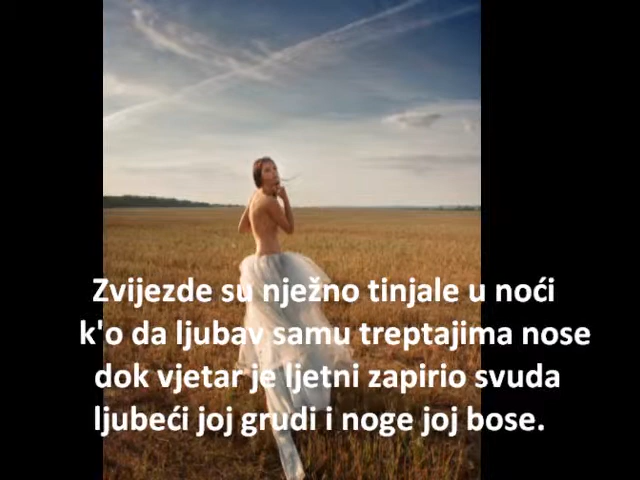 Zvijezde su nježno tinjale u noći
k'o da ljubav samu treptajima nose
dok vjetar je ljetni zapirio svuda
ljubeći joj grudi i noge joj bose.